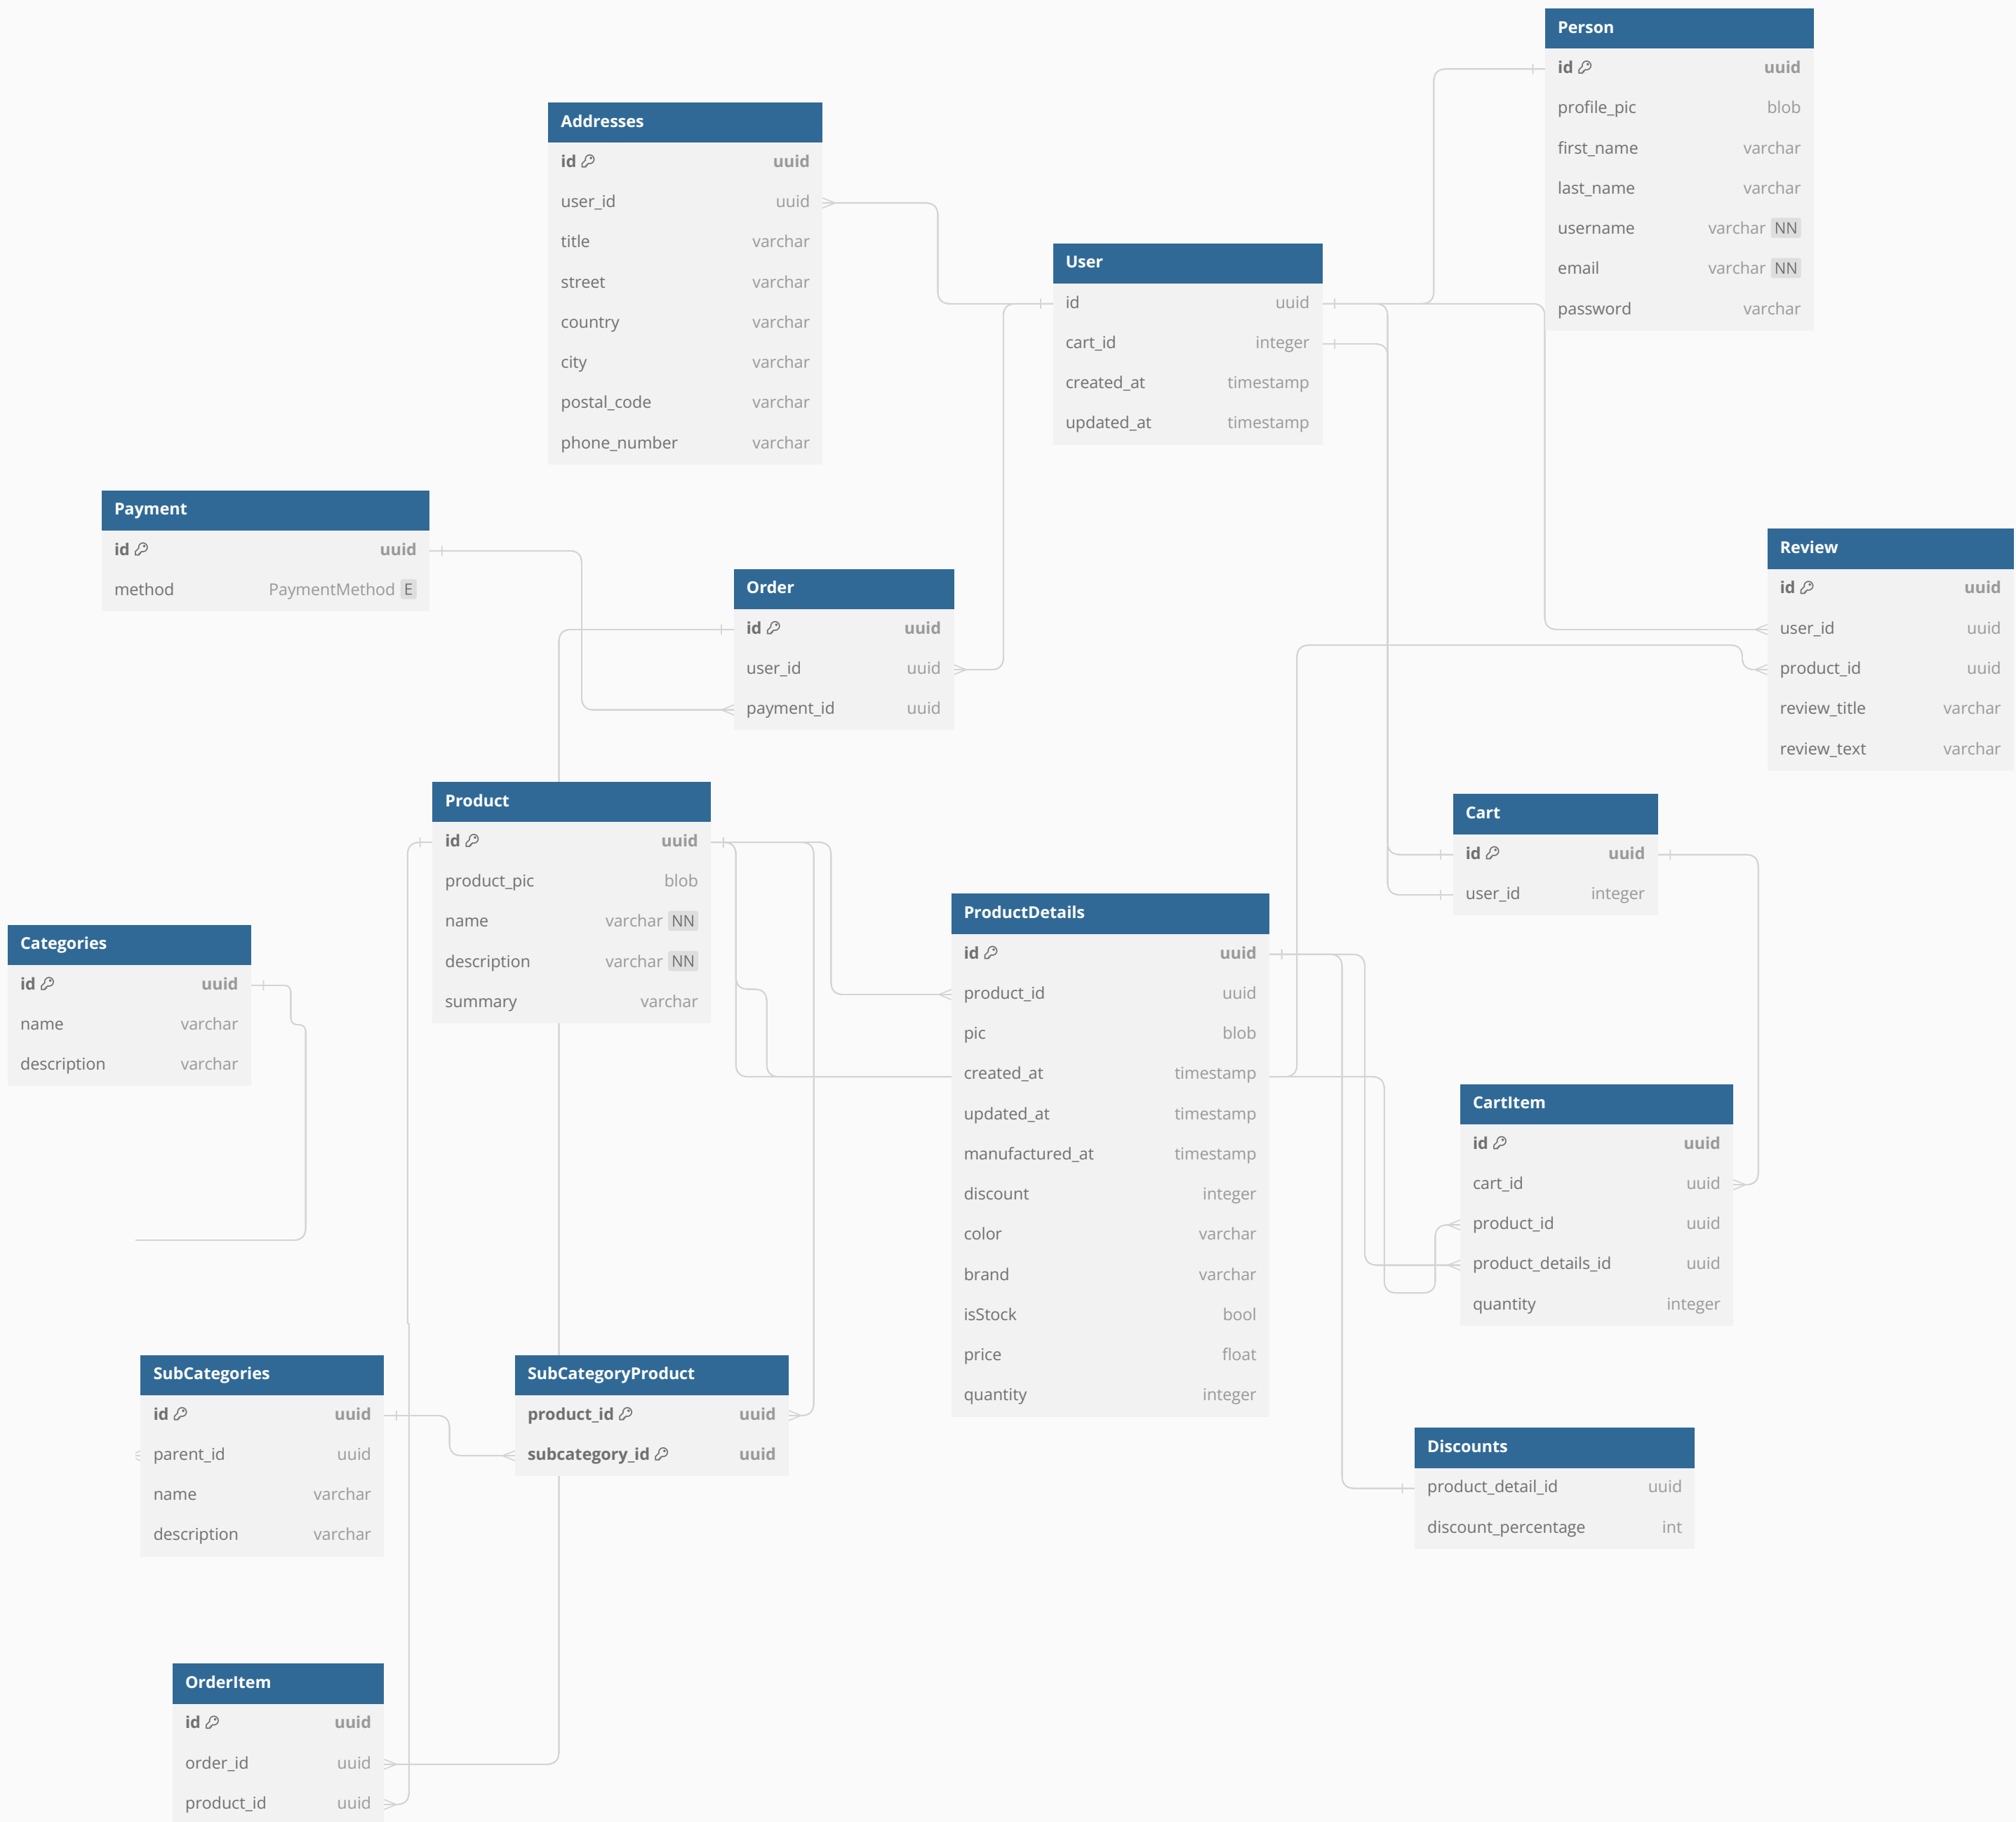 Person
id uuid
profile_pic blob
first_name varchar
last_name varchar
username varchar NN
email varchar NN
password varchar
Addresses
id uuid
user_id uuid
title varchar
street varchar
country varchar
city varchar
postal_code varchar
phone_number varchar
User
id uuid
cart_id integer
created_at timestamp
updated_at timestamp
Payment
id uuid
method PaymentMethod E
Order
id uuid
user_id uuid
payment_id uuid
Review
id uuid
user_id uuid
product_id uuid
review_title varchar
review_text varchar
Product
id uuid
product_pic blob
name varchar NN
description varchar NN
summary varchar
Cart
id uuid
user_id integer
ProductDetails
id uuid
product_id uuid
pic blob
created_at timestamp
updated_at timestamp
manufactured_at timestamp
discount integer
color varchar
brand varchar
isStock bool
price float
quantity integer
Categories
id uuid
name varchar
description varchar
CartItem
id uuid
cart_id uuid
product_id uuid
product_details_id uuid
quantity integer
SubCategories
id uuid
parent_id uuid
name varchar
description varchar
SubCategoryProduct
product_id uuid
subcategory_id uuid
Discounts
product_detail_id uuid
discount_percentage int
OrderItem
id uuid
order_id uuid
product_id uuid